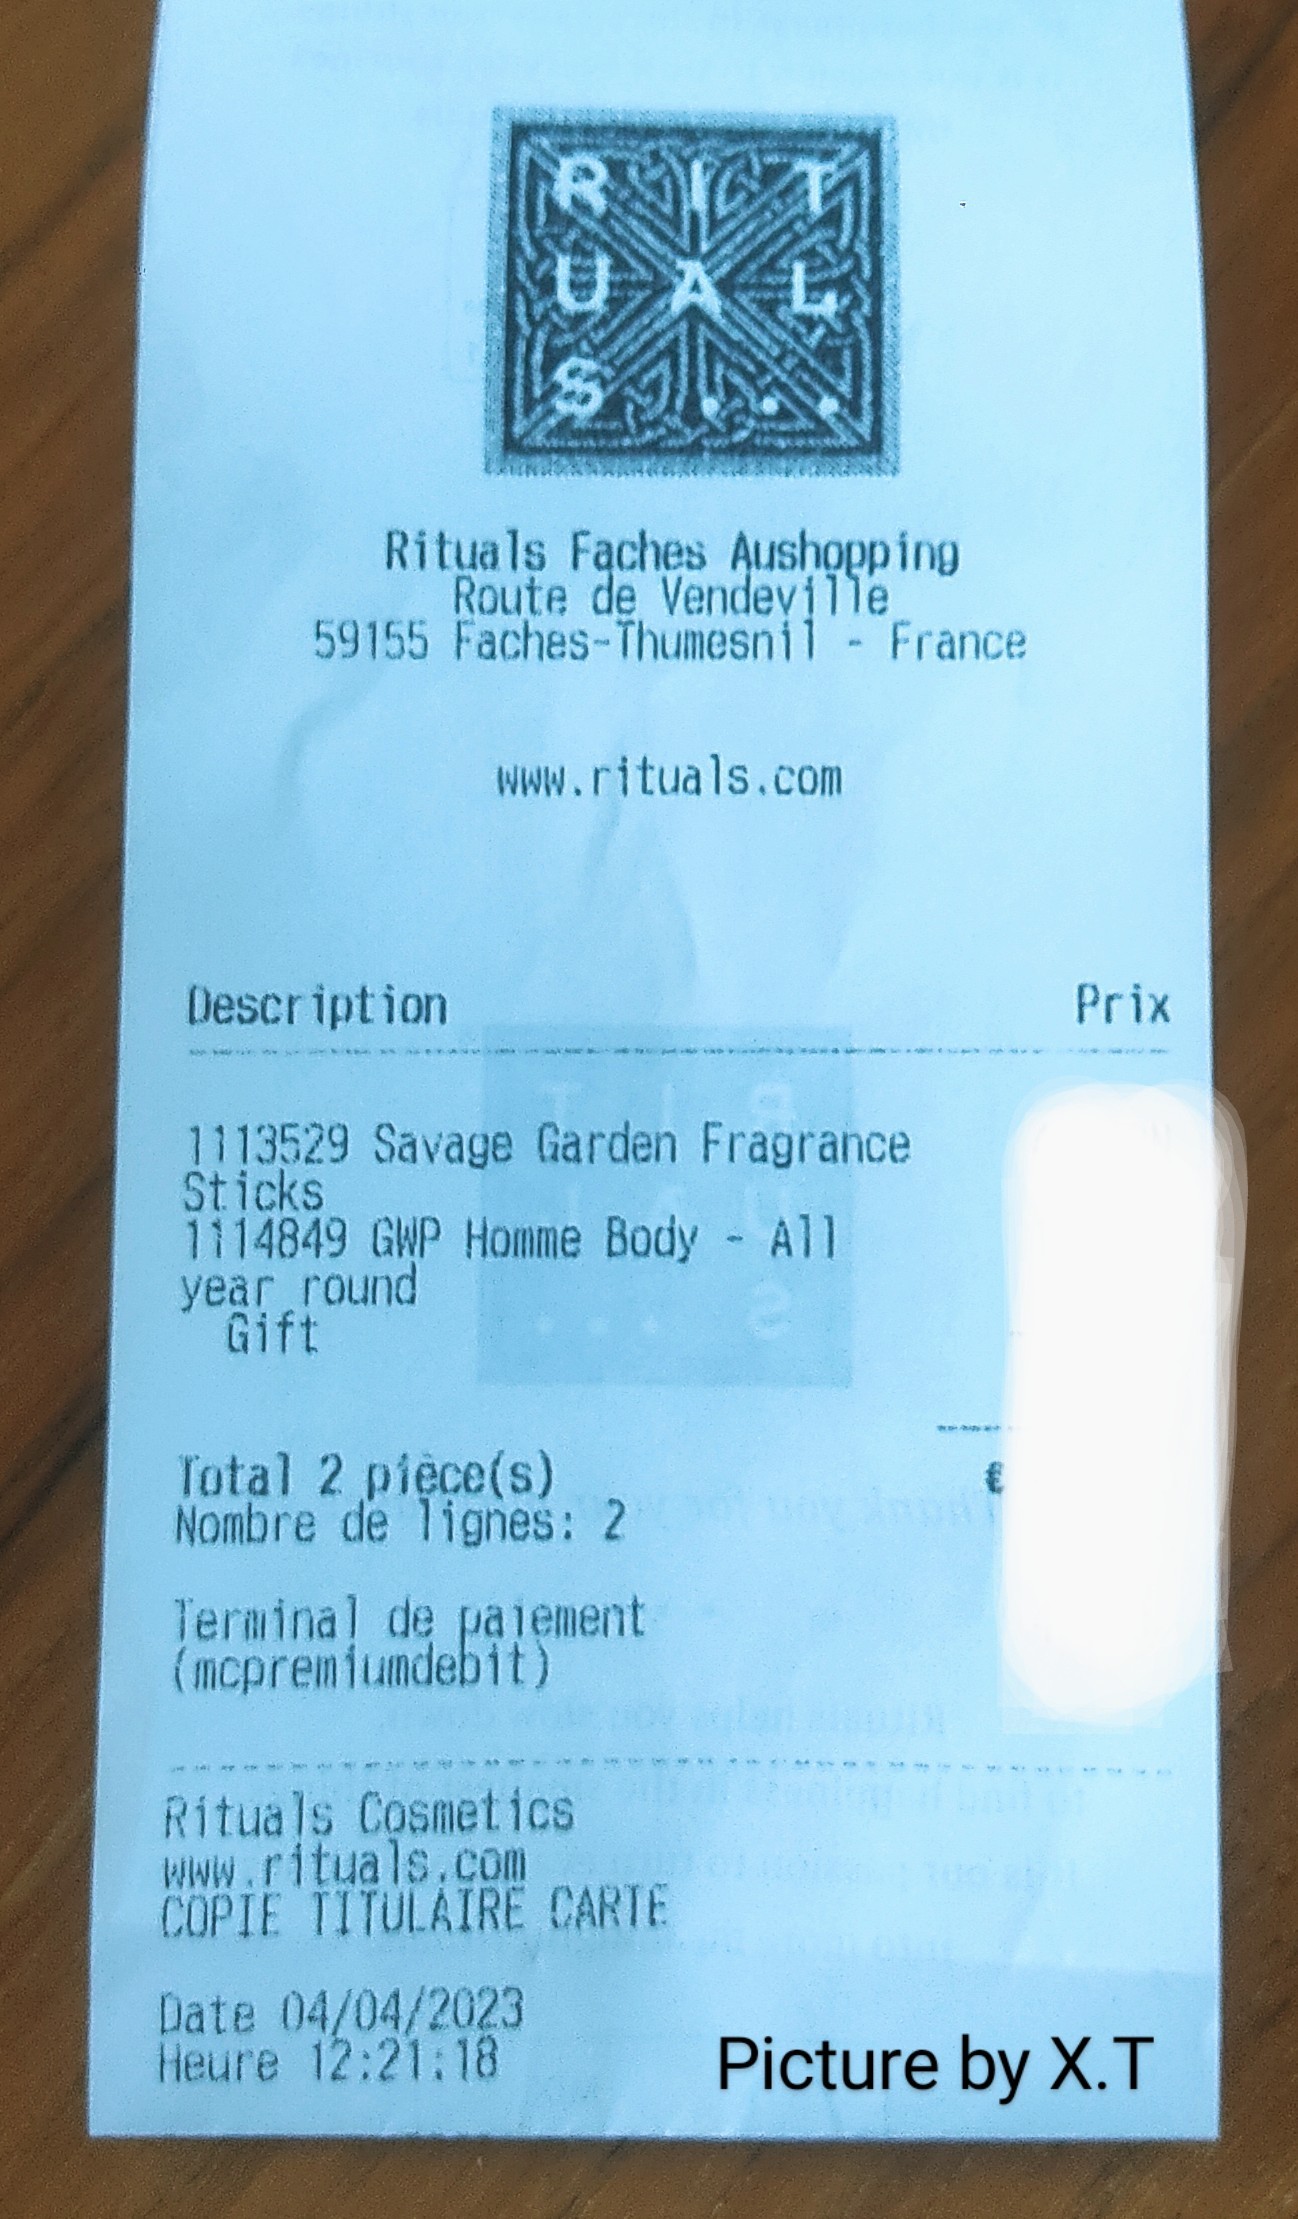 R I T
U A L
S . . .
Rituals Faches Aushopping
Route de Vendeville
59155 Faches-Thumesnil - France
www.rituals.com
Description Prix
1113529 Savage Garden Fragrance
Sticks
1114849 GWP Homme Body - All
year round
Gift
Total 2 pièce(s) €
Nombre de lignes: 2
Terminal de paiement
(mcpremiumdebit)
Rituals Cosmetics
www.rituals.com
COPIE TITULAIRE CARTE
Date 04/04/2023
Heure 12:21:18
Picture by X.T